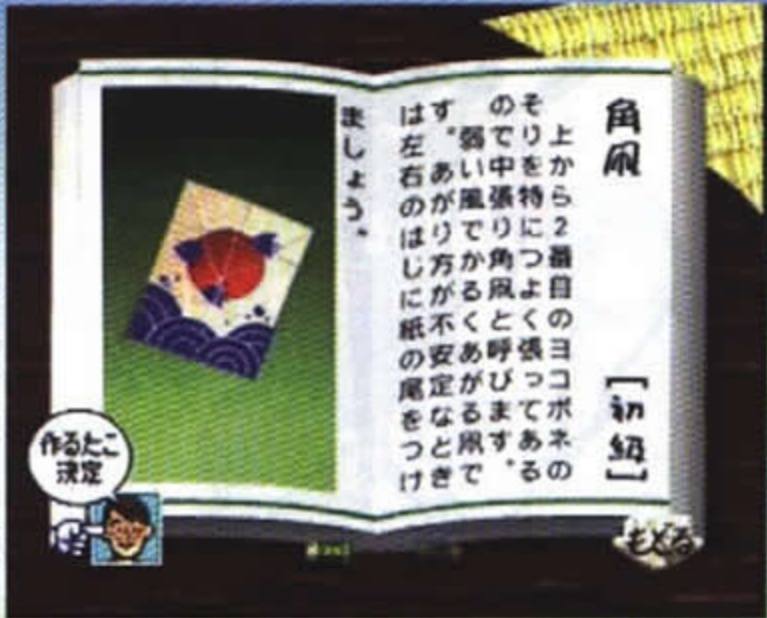 角凧
[初級]
上から2番目のヨコボネの
そりを特につよく張ってある
ので中張り角凧と呼びます。
弱い風でかるくあがる凧で
す。あがり方が不安定なとき
は左右のはしに紙の尾をつけ
ましょう。
作るたこ
決定
もどる